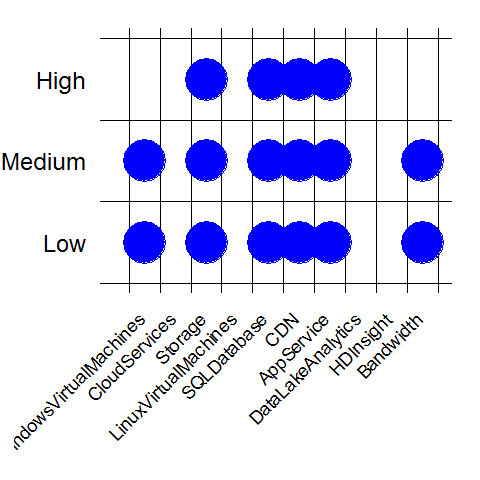 High
Medium
Low
ndowsVirtualMachines
CloudServices
Storage
LinuxVirtualMachines
SQLDatabase
CDN
AppService
DataLakeAnalytics
HDInsight
Bandwidth